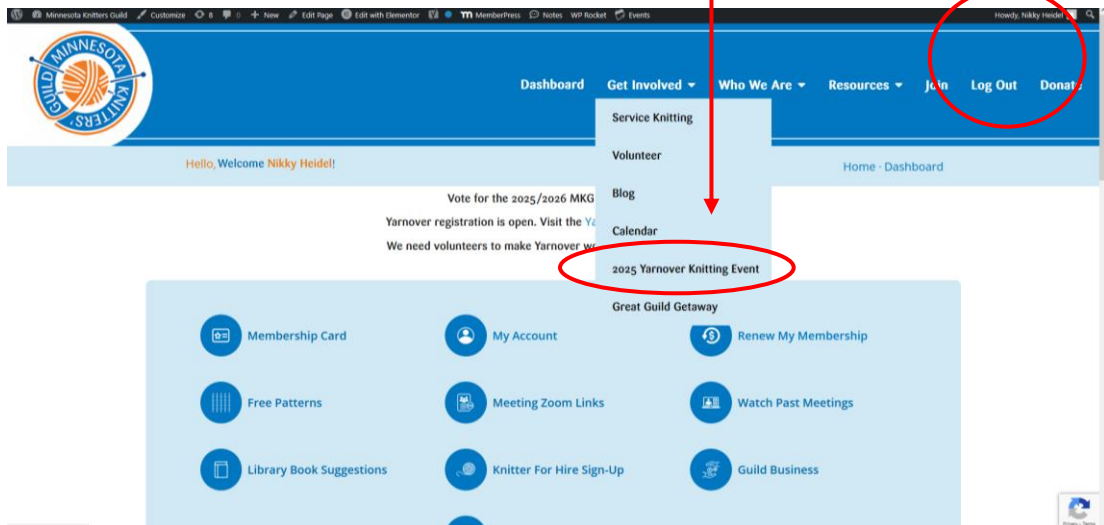 Minnesota Knitters Guild Customize 8 0 New Edit Page Edit with Elementor MemberPress Notes WP Rocket Events Howdy, Nikky Heidel
MINNESOTA KNITTERS' GUILD
Dashboard Get Involved Who We Are Resources Join Log Out Donate
Service Knitting
Hello, Welcome Nikky Heidel! Volunteer Home - Dashboard
Vote for the 2025/2026 MKG Blog
Yarnover registration is open. Visit the Calendar
We need volunteers to make Yarnover
2025 Yarnover Knitting Event
Great Guild Getaway
Membership Card My Account Renew My Membership
Free Patterns Meeting Zoom Links Watch Past Meetings
Library Book Suggestions Knitter For Hire Sign-Up Guild Business
Privacy - Terms